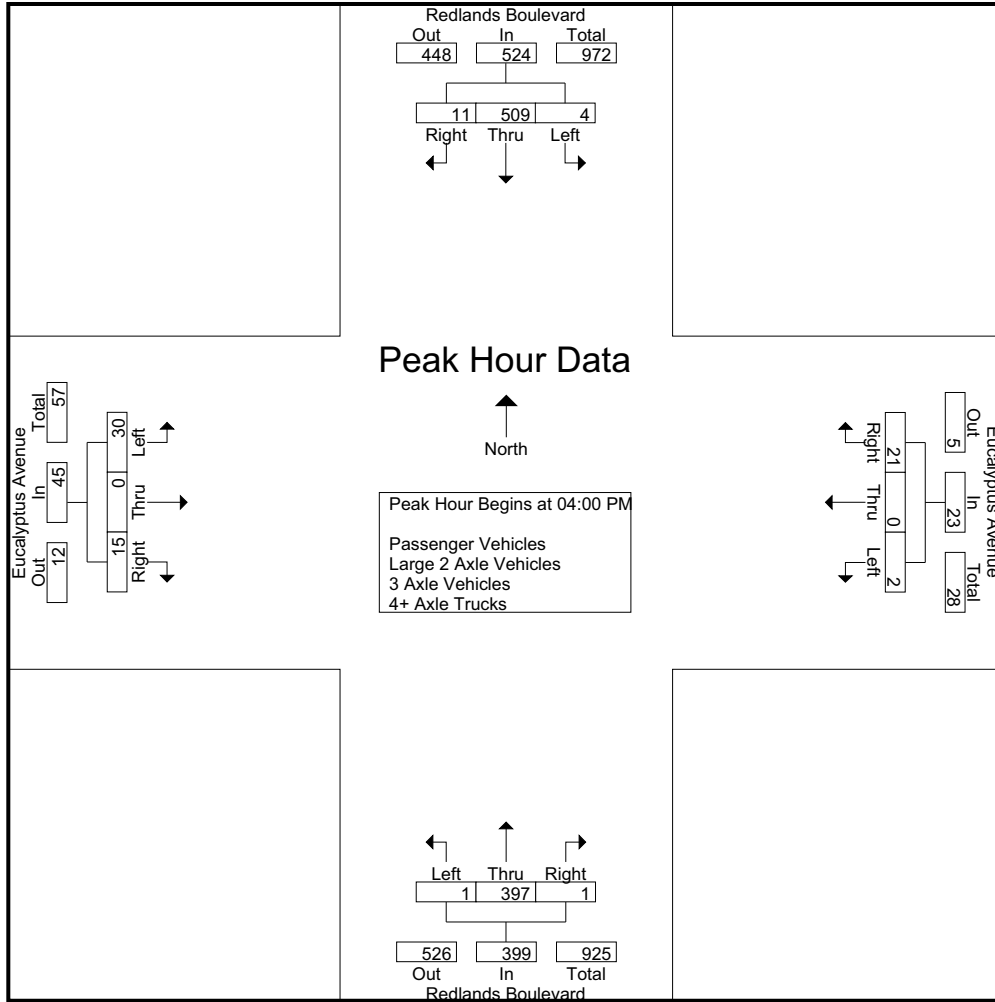 Redlands Boulevard
Out In Total
448 524 972
11 509 4
Right Thru Left
Peak Hour Data
North
Peak Hour Begins at 04:00 PM
Passenger Vehicles
Large 2 Axle Vehicles
3 Axle Vehicles
4+ Axle Trucks
Eucalyptus Avenue
Out In Total
12 45 57
15 0 30
Right Thru Left
Eucalyptus Avenue
Out In Total
5 23 28
21 0 2
Right Thru Left
Left Thru Right
1 397 1
526 399 925
Out In Total
Redlands Boulevard